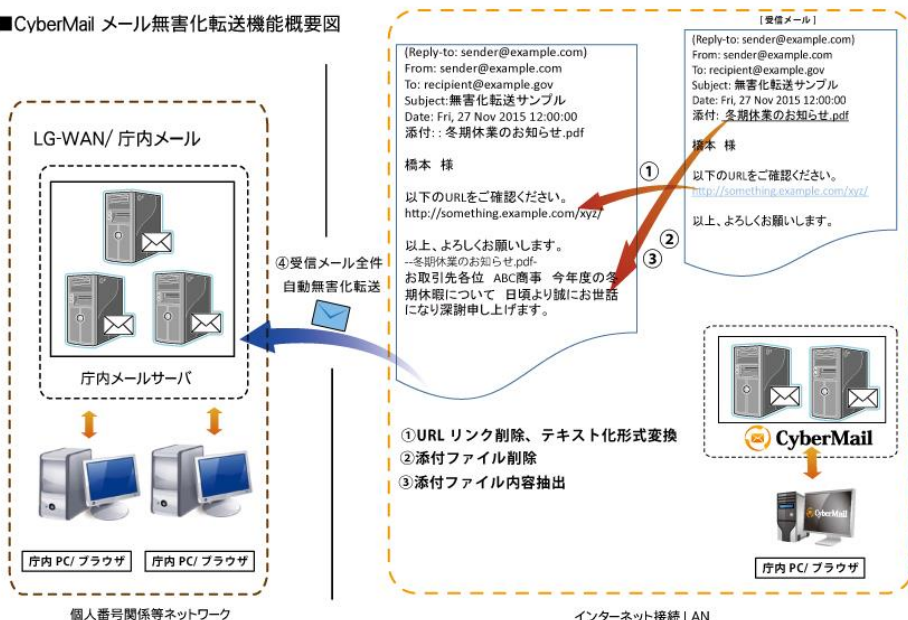 ■CyberMail メール無害化転送機能概要図
LG-WAN/ 庁内メール
庁内メールサーバ
庁内 PC/ ブラウザ
庁内 PC/ ブラウザ
個人番号関係等ネットワーク
④受信メール全件
自動無害化転送
(Reply-to: sender@example.com)
From: sender@example.com
To: recipient@example.gov
Subject:無害化転送サンプル
Date: Fri, 27 Nov 2015 12:00:00
添付: : 冬期休業のお知らせ.pdf
橋本 様
以下のURLをご確認ください。
http://something.example.com/xyz/
以上、よろしくお願いします。
--冬期休業のお知らせ.pdf-
お取引先各位 ABC商事 今年度の冬
期休暇について 日頃より誠にお世話
になり深謝申し上げます。
①
②
③
[受信メール]
(Reply-to: sender@example.com)
From: sender@example.com
To: recipient@example.gov
Subject: 無害化転送サンプル
Date: Fri, 27 Nov 2015 12:00:00
添付: 冬期休業のお知らせ.pdf
橋本 様
以下のURLをご確認ください。
http://something.example.com/xyz/
以上、よろしくお願いします。
①URL リンク削除、テキスト化形式変換
②添付ファイル削除
③添付ファイル内容抽出
CyberMail
CyberMail
庁内 PC/ ブラウザ
インターネット接続 LAN